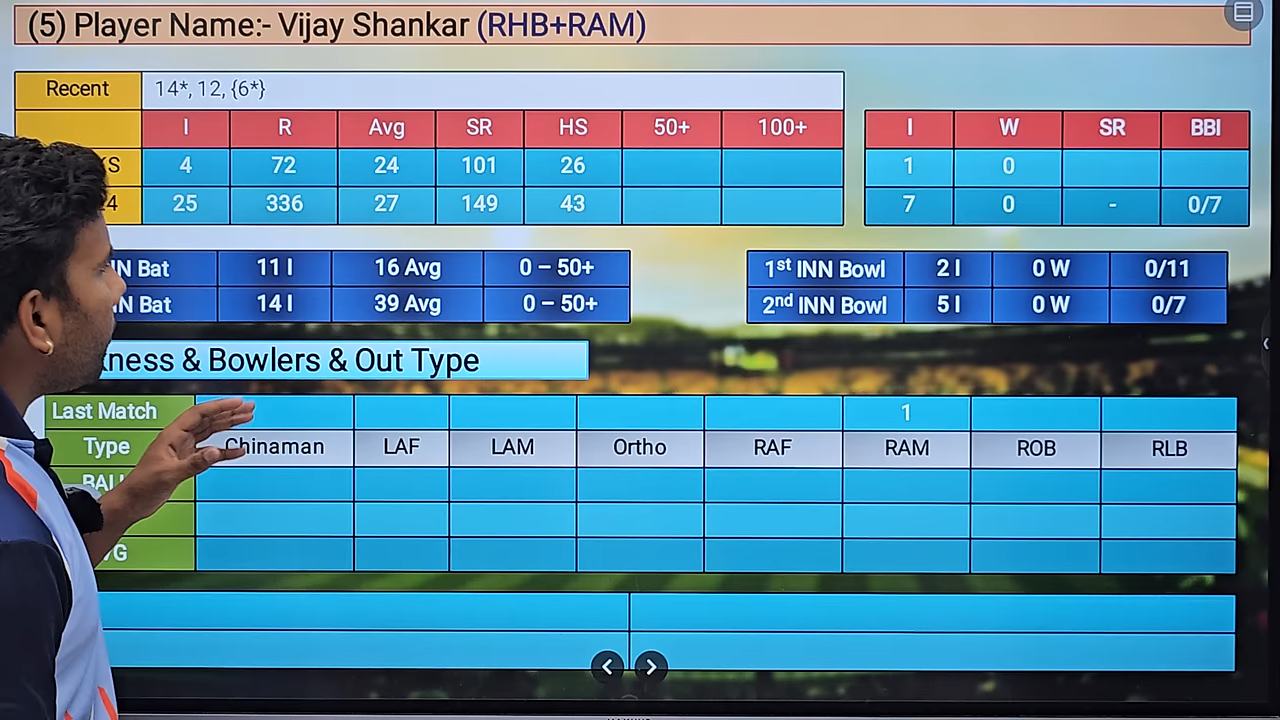 (5) Player Name:- Vijay Shankar (RHB+RAM)
Recent 14*, 12, {6*}
I R Avg SR HS 50+ 100+ I W SR BBI
S 4 72 24 101 26 1 0
4 25 336 27 149 43 7 0 - 0/7
N Bat 11 I 16 Avg 0 – 50+ 1st INN Bowl 2 I 0 W 0/11
N Bat 14 I 39 Avg 0 – 50+ 2nd INN Bowl 5 I 0 W 0/7
ness & Bowlers & Out Type
Last Match 1
Type Chinaman LAF LAM Ortho RAF RAM ROB RLB
BAL
G